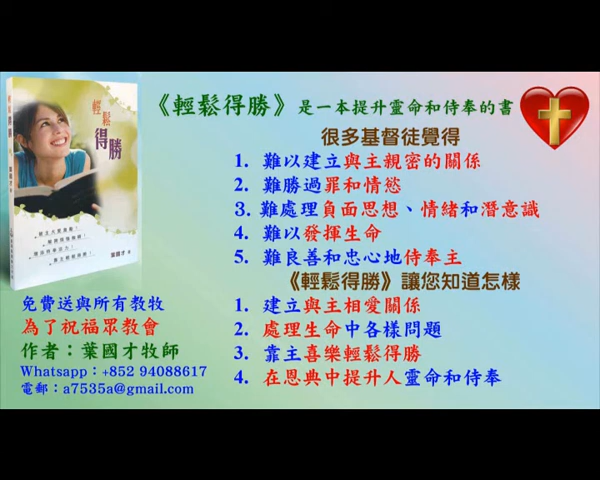 輕鬆
得勝
葉國才
《輕鬆得勝》是一本提升靈命和侍奉的書
很多基督徒覺得
1. 難以建立與主親密的關係
2. 難勝過罪和情慾
3. 難處理負面思想、情緒和潛意識
4. 難以發揮生命
5. 難良善和忠心地侍奉主
《輕鬆得勝》讓您知道怎樣
1. 建立與主相愛關係
2. 處理生命中各樣問題
3. 靠主喜樂輕鬆得勝
4. 在恩典中提升人靈命和侍奉
免費送與所有教牧
為了祝福眾教會
作者：葉國才牧師
Whatsapp：+852 94088617
電郵：a7535a@gmail.com